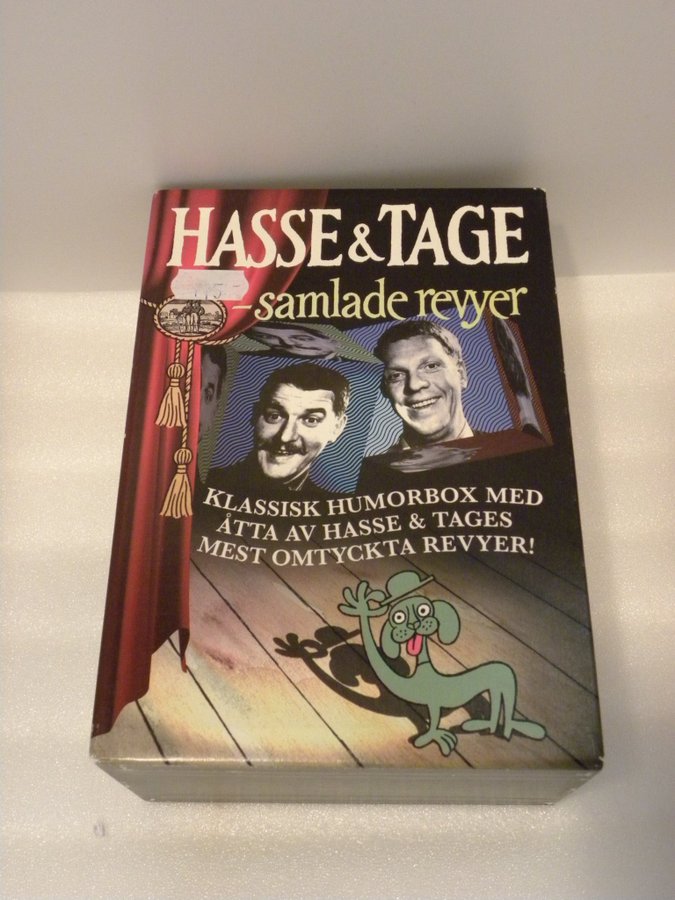 HASSE & TAGE
– samlade revyer
KLASSISK HUMORBOX MED
ÅTTA AV HASSE & TAGES
MEST OMTYCKTA REVYER!